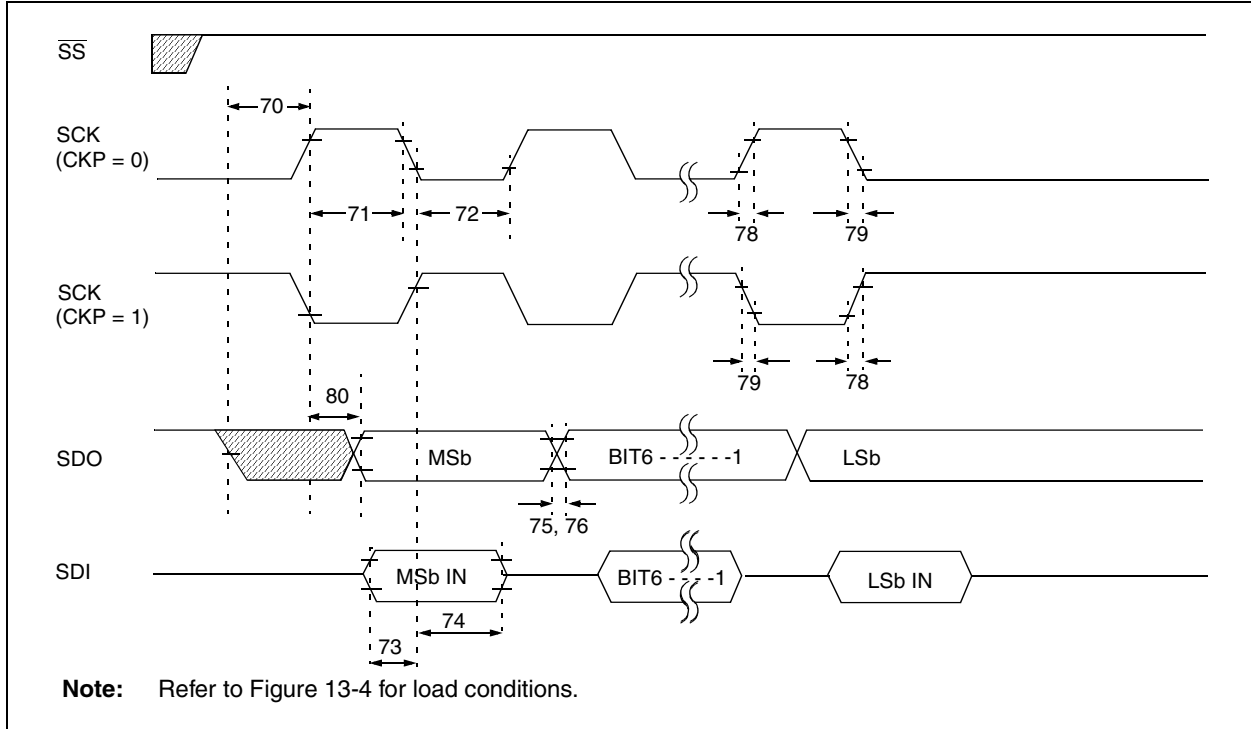 SS
70
SCK
(CKP = 0)
71
72
78
79
SCK
(CKP = 1)
79
78
80
SDO
MSb
BIT6 - - - - - -1
LSb
75, 76
SDI
MSb IN
BIT6 - - - - -1
LSb IN
74
73
Note: Refer to Figure 13-4 for load conditions.